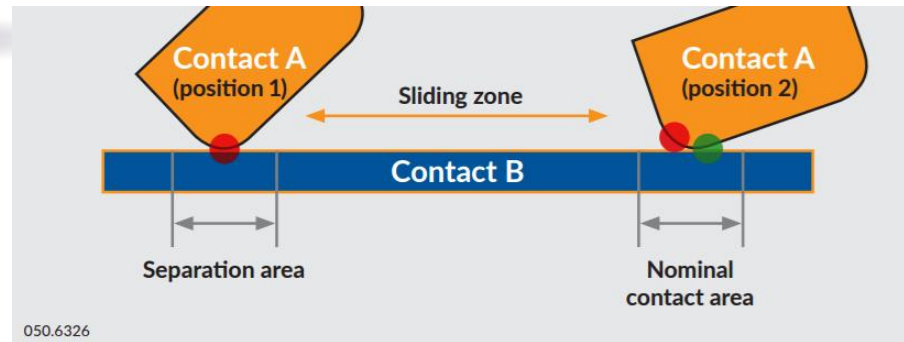 Contact A
(position 1)
Sliding zone
Contact A
(position 2)
Contact B
Separation area
Nominal
contact area
050.6326